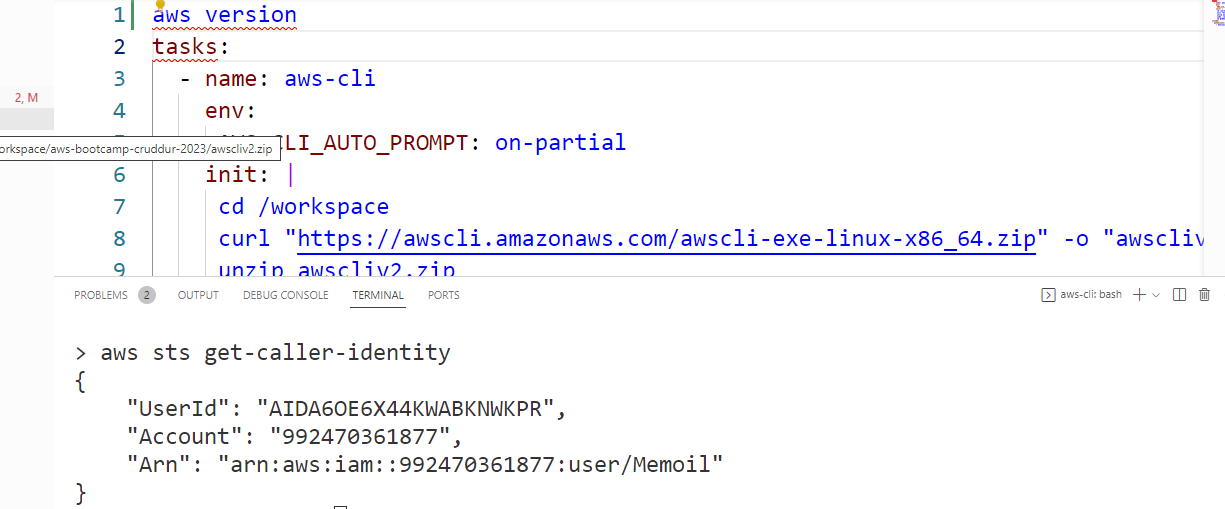 1 aws version
2 tasks:
3 - name: aws-cli
2, M
4 env:
CLI_AUTO_PROMPT: on-partial
orkspace/aws-bootcamp-cruddur-2023/awscliv2.zip
6 init: |
7 cd /workspace
8 curl "https://awscli.amazonaws.com/awscli-exe-linux-x86_64.zip" -o "awscliv
9 unzip awscliv2.zip
PROBLEMS 2 OUTPUT DEBUG CONSOLE TERMINAL PORTS aws-cli: bash
> aws sts get-caller-identity
{
"UserId": "AIDA6OE6X44KWABKNWKPR",
"Account": "992470361877",
"Arn": "arn:aws:iam::992470361877:user/Memoil"
}